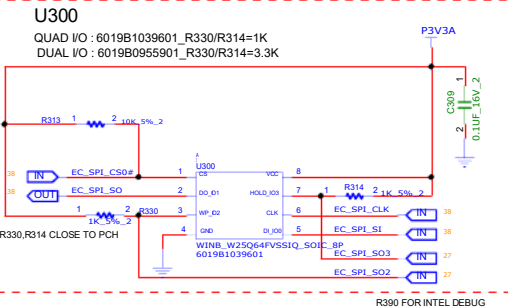 U300
QUAD I/O : 6019B1039601_R330/R314=1K
DUAL I/O : 6019B0955901_R330/R314=3.3K
P3V3A
C309
1
2
0.1UF_16V_2
R313 1 2 10K_5%_2
U300
38 IN EC_SPI_CS0# 1 CS VCC 8
38 OUT EC_SPI_SO 2 DO_IO1 HOLD_IO3 7 R314 1 2 1K_5%_2
1 2 R330 3 WP_IO2 CLK 6 EC_SPI_CLK IN 38
1K_5%_2
4 GND DI_IO0 5 EC_SPI_SI IN 38
R330,R314 CLOSE TO PCH
WINB_W25Q64FVSSIQ_SOIC_8P
6019B1039601
EC_SPI_SO3 IN 27
EC_SPI_SO2 IN 27
R390 FOR INTEL DEBUG